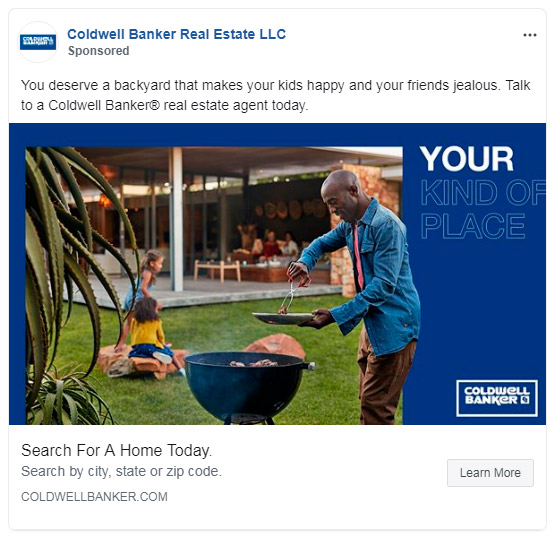 COLDWELL
BANKER
Coldwell Banker Real Estate LLC
Sponsored
You deserve a backyard that makes your kids happy and your friends jealous. Talk
to a Coldwell Banker® real estate agent today.
YOUR
KIND OF
PLACE
COLDWELL
BANKER
Search For A Home Today.
Search by city, state or zip code.
COLDWELLBANKER.COM
Learn More